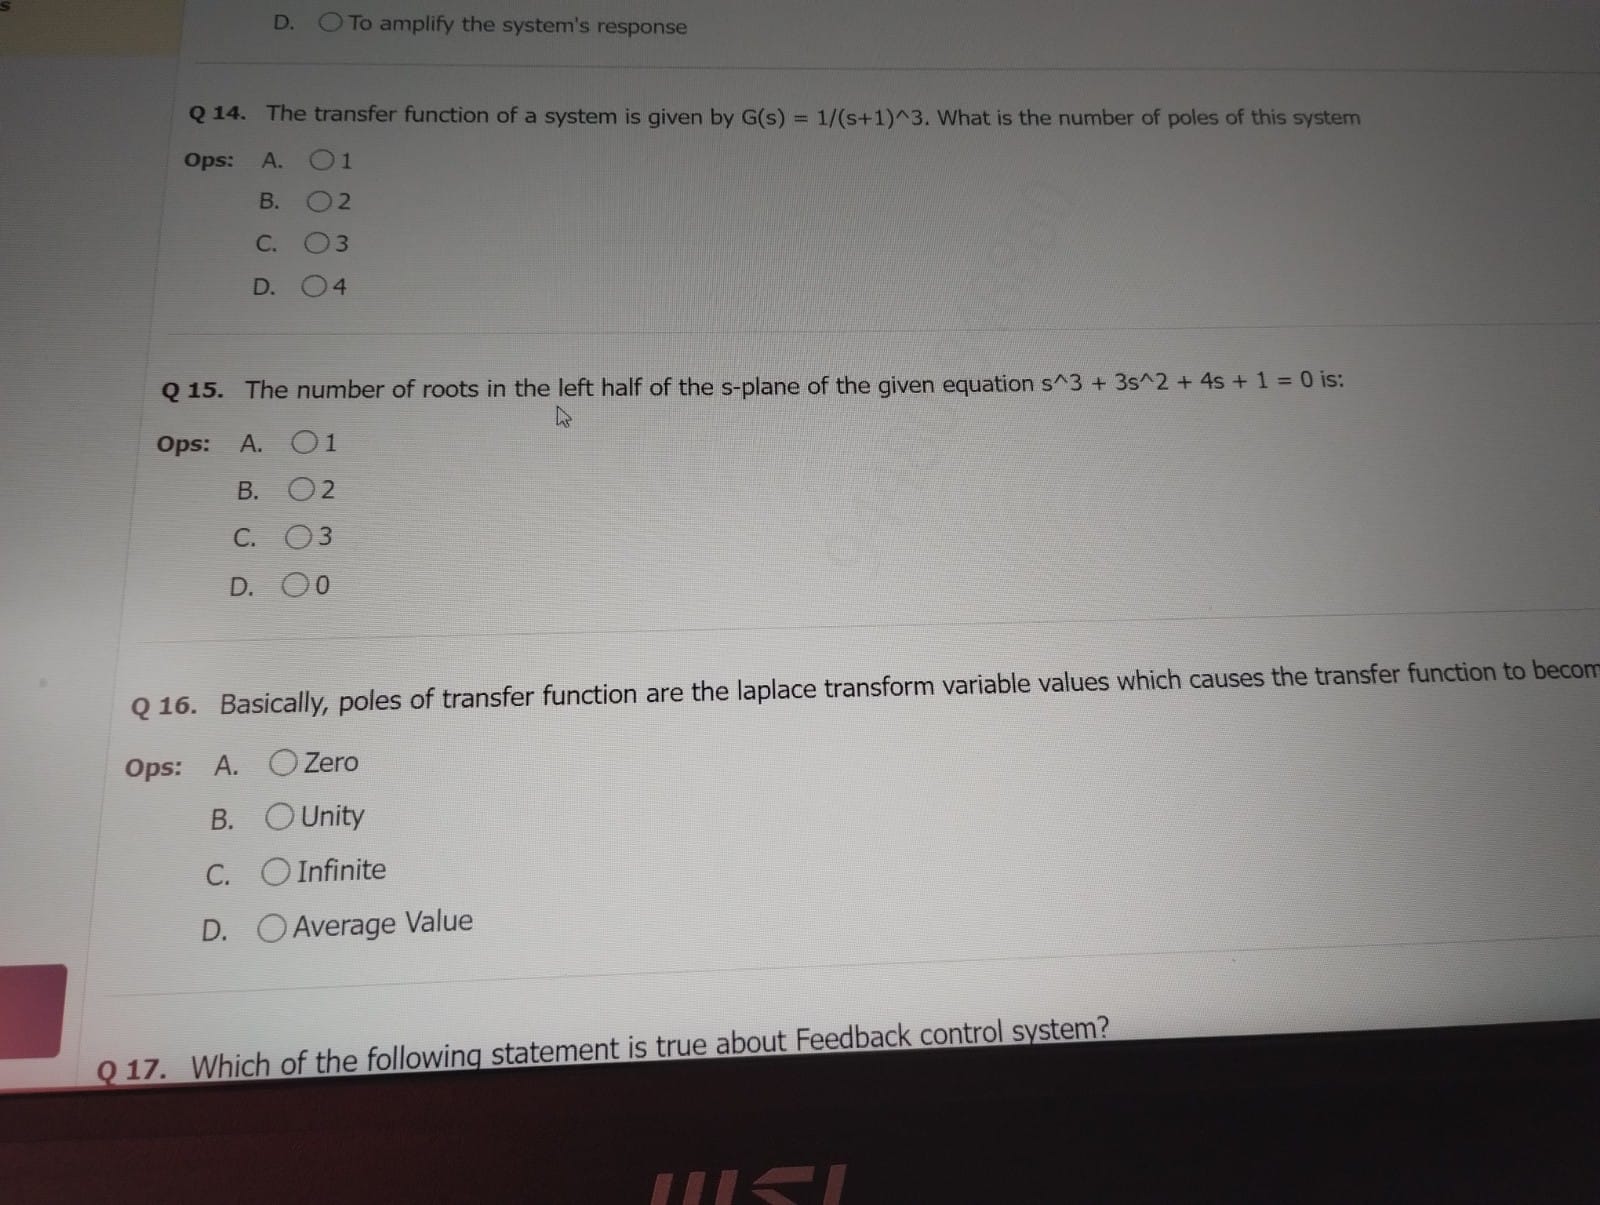 s
D. To amplify the system's response
Q 14. The transfer function of a system is given by G(s) = 1/(s+1)^3. What is the number of poles of this system
Ops: A. 1
B. 2
C. 3
D. 4
Q 15. The number of roots in the left half of the s-plane of the given equation s^3 + 3s^2 + 4s + 1 = 0 is:
Ops: A. 1
B. 2
C. 3
D. 0
Q 16. Basically, poles of transfer function are the laplace transform variable values which causes the transfer function to becom
Ops: A. Zero
B. Unity
C. Infinite
D. Average Value
Q 17. Which of the following statement is true about Feedback control system?
msi